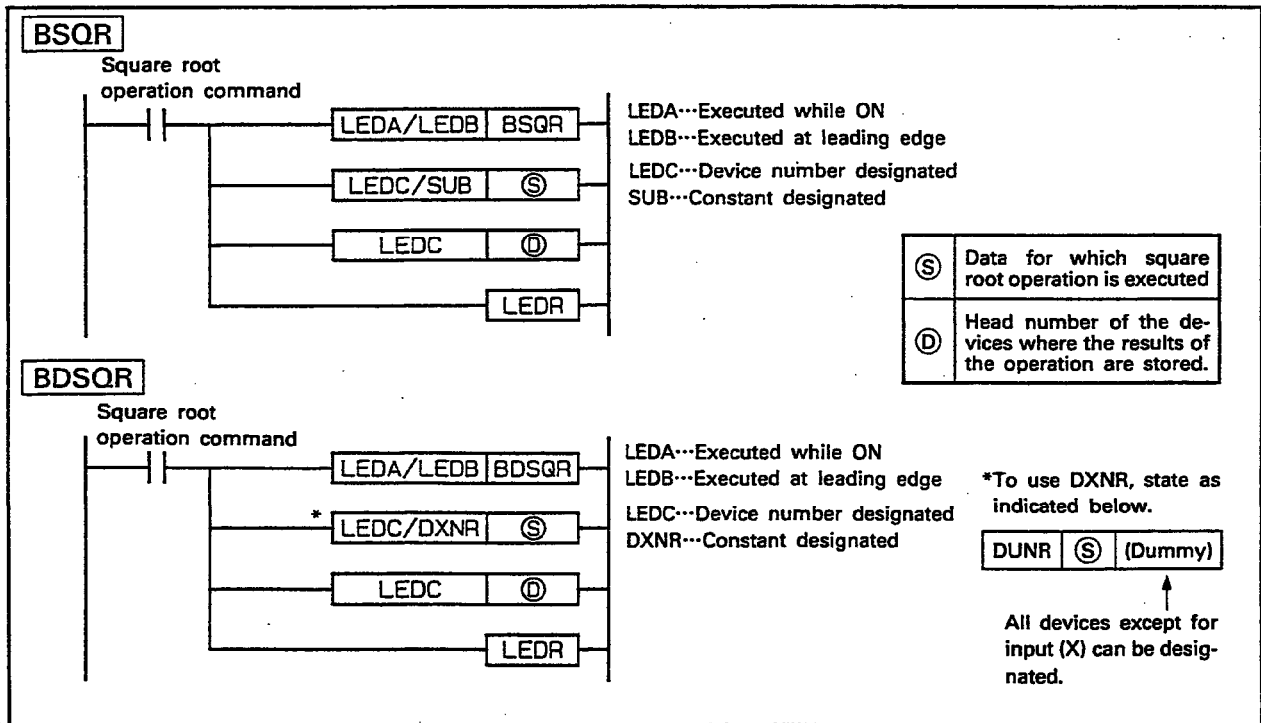 BSQR
Square root
operation command
LEDA/LEDB BSQR
LEDC/SUB Ⓢ
LEDC Ⓓ
LEDR
LEDA···Executed while ON
LEDB···Executed at leading edge
LEDC···Device number designated
SUB···Constant designated
Ⓢ Data for which square
root operation is executed
Ⓓ Head number of the de-
vices where the results of
the operation are stored.
BDSQR
Square root
operation command
LEDA/LEDB BDSQR
* LEDC/DXNR Ⓢ
LEDC Ⓓ
LEDR
LEDA···Executed while ON
LEDB···Executed at leading edge
LEDC···Device number designated
DXNR···Constant designated
*To use DXNR, state as
indicated below.
DUNR Ⓢ (Dummy)
All devices except for
input (X) can be desig-
nated.